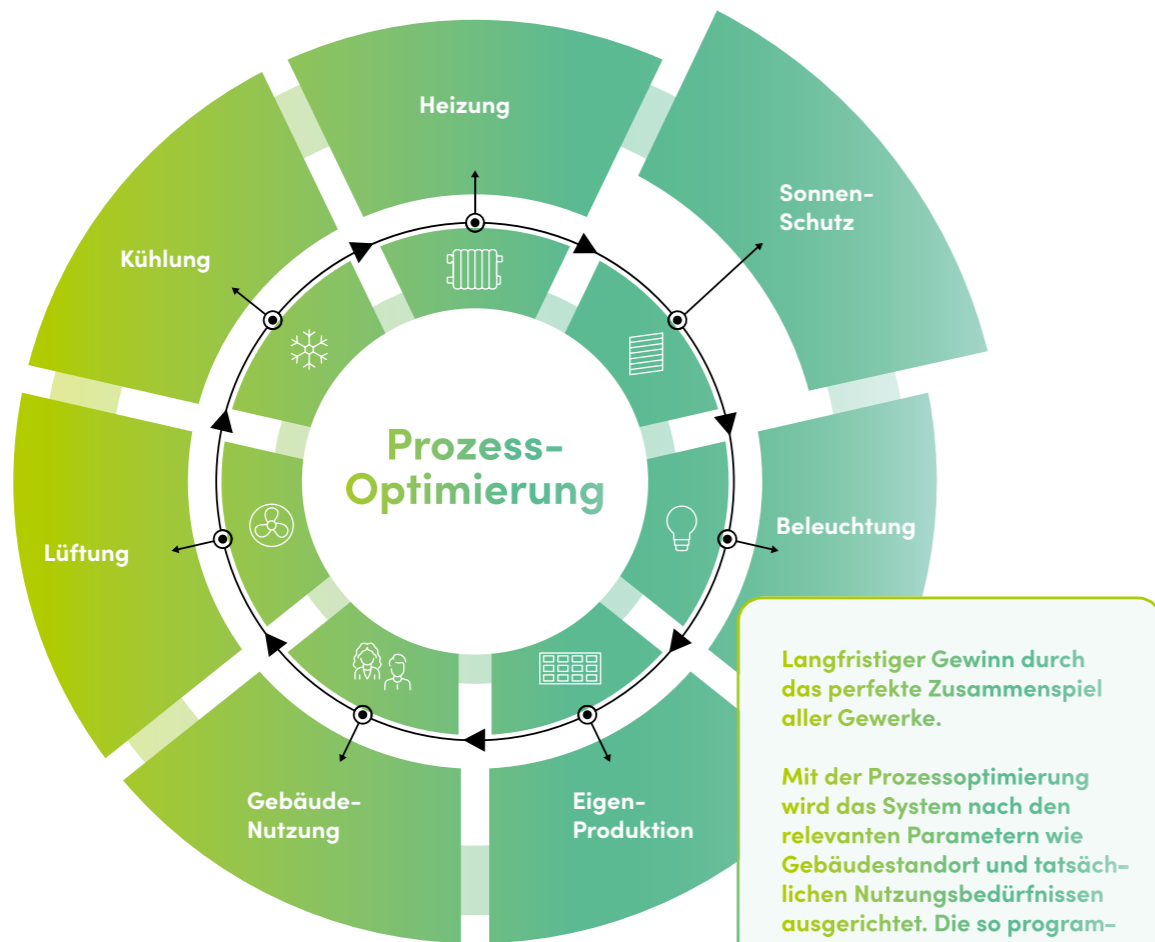 Heizung
Sonnen-
Schutz
Kühlung
Prozess-
Optimierung
Beleuchtung
Lüftung
Langfristiger Gewinn durch
das perfekte Zusammenspiel
aller Gewerke.
Mit der Prozessoptimierung
wird das System nach den
relevanten Parametern wie
Gebäudestandort und tatsäch-
lichen Nutzungsbedürfnissen
ausgerichtet. Die so program-
Gebäude-
Nutzung
Eigen-
Produktion